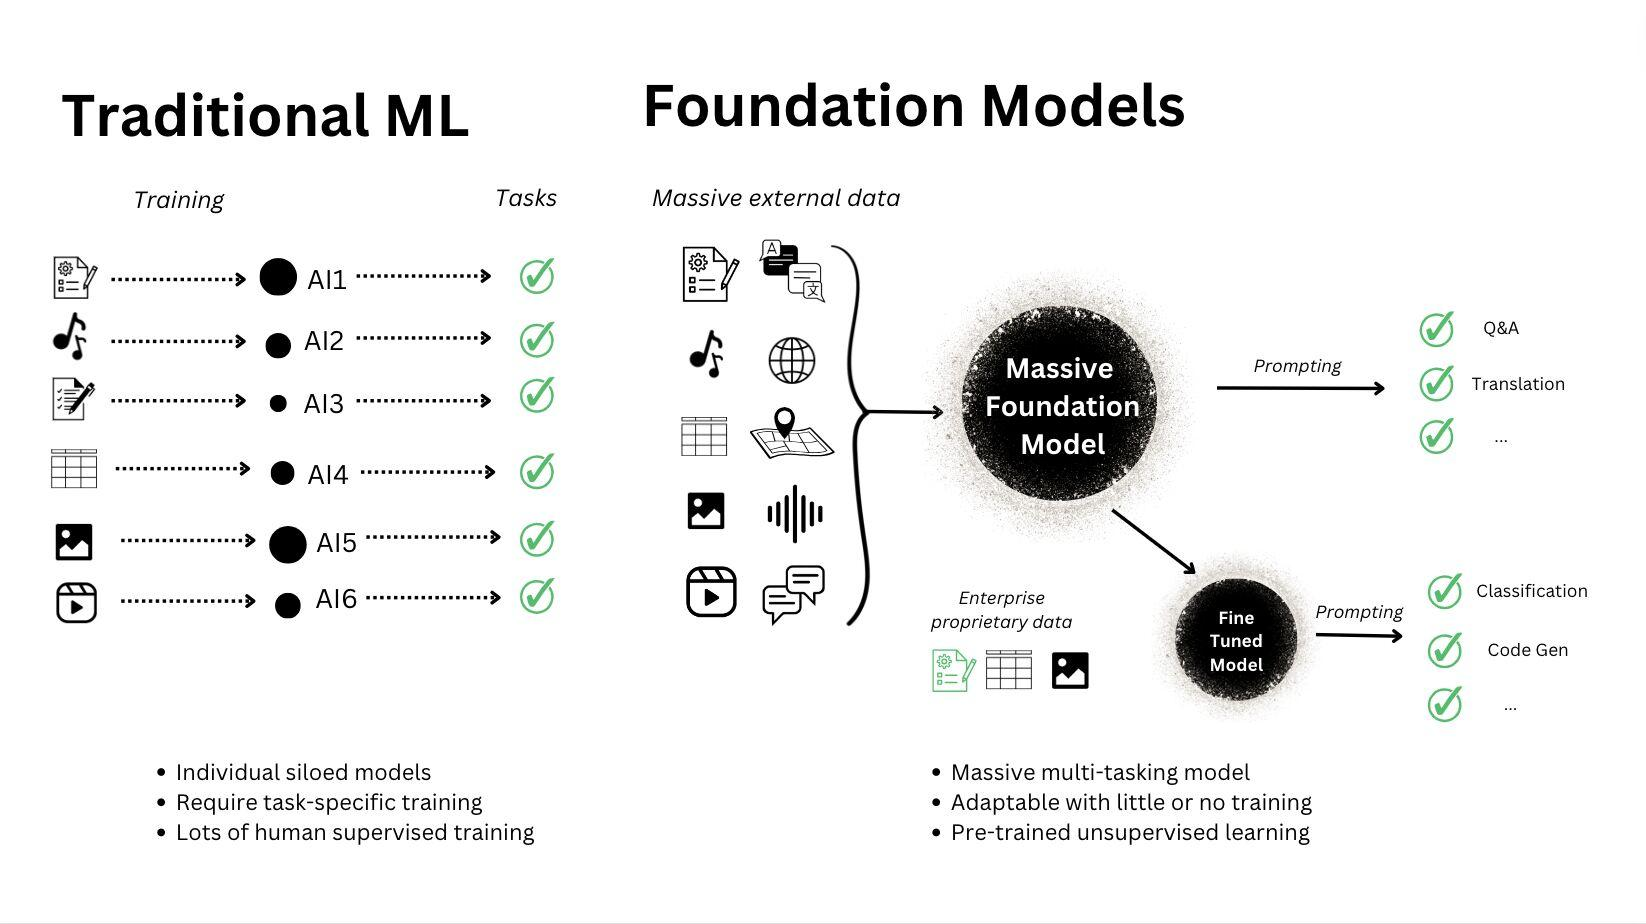 Traditional ML
Training
Tasks
AI1
AI2
AI3
AI4
AI5
AI6
• Individual siloed models
• Require task-specific training
• Lots of human supervised training
Foundation Models
Massive external data
A
文
Massive
Foundation
Model
Prompting
Q&A
Translation
...
Enterprise
proprietary data
Fine
Tuned
Model
Prompting
Classification
Code Gen
...
• Massive multi-tasking model
• Adaptable with little or no training
• Pre-trained unsupervised learning